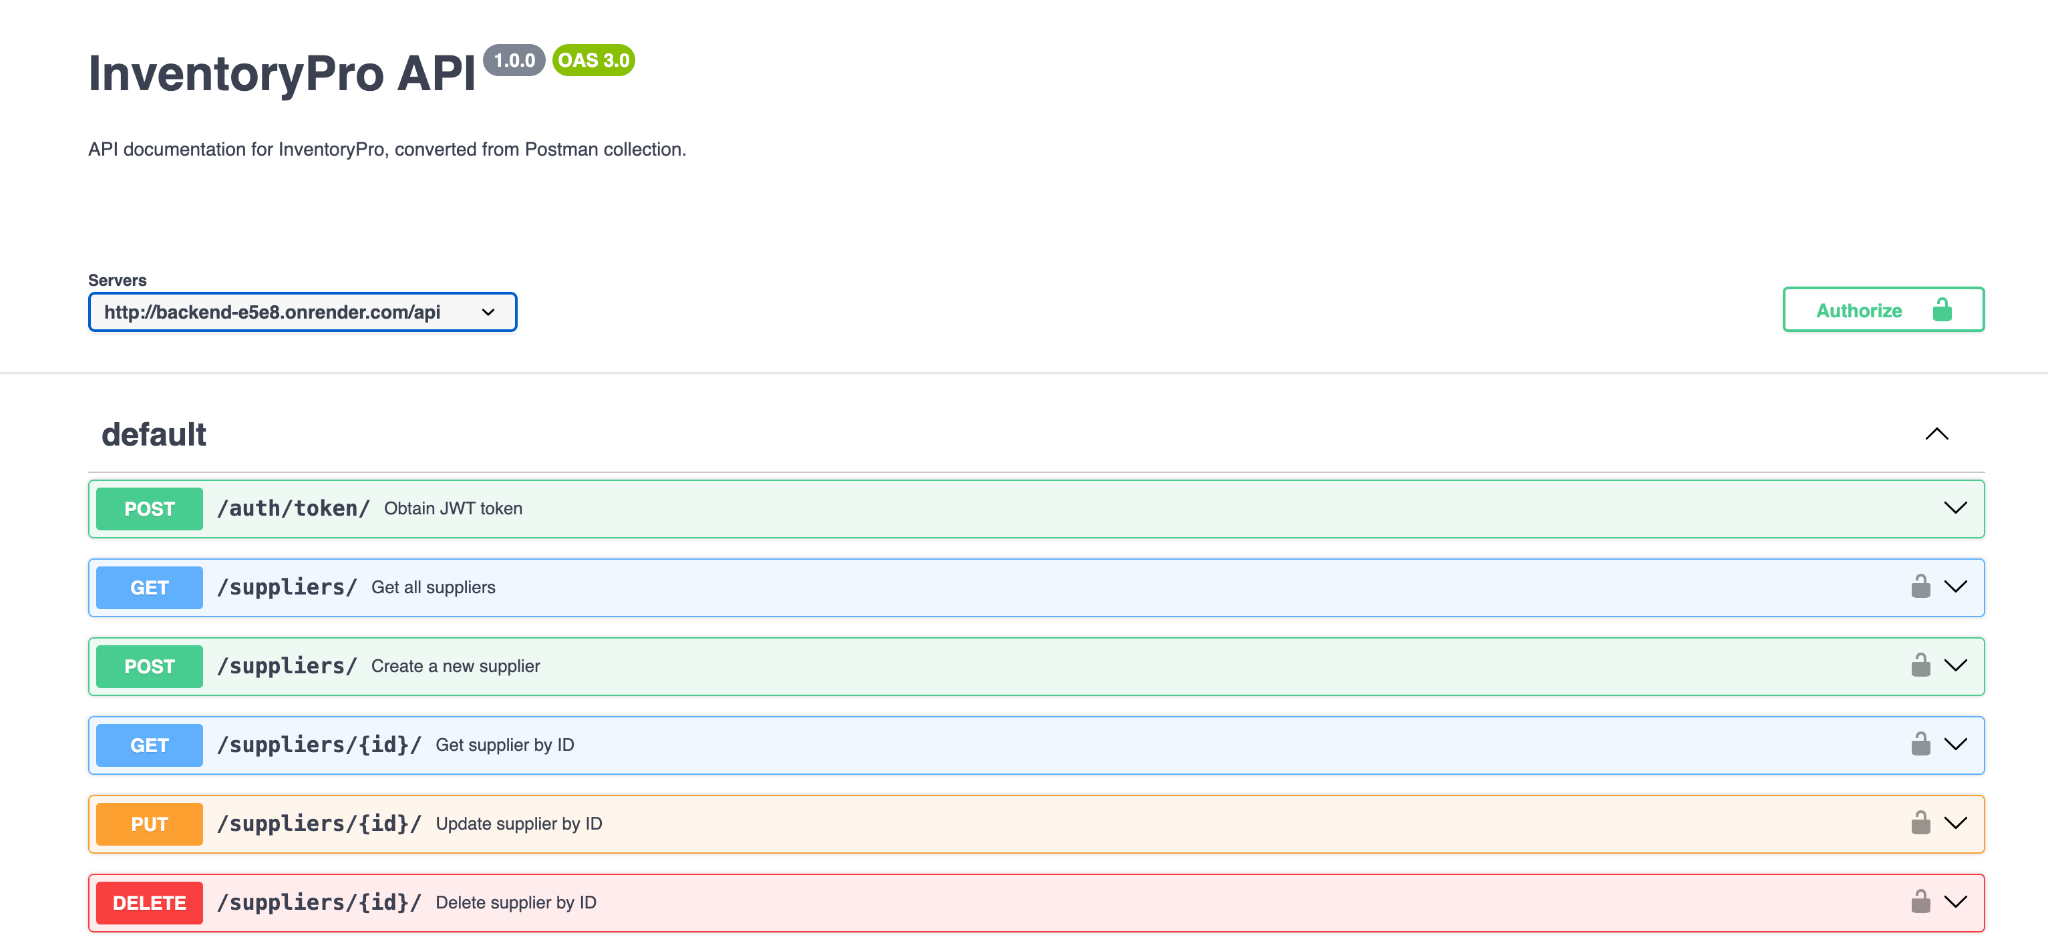 InventoryPro API 1.0.0 OAS 3.0
API documentation for InventoryPro, converted from Postman collection.
Servers
http://backend-e5e8.onrender.com/api
Authorize
default
POST /auth/token/ Obtain JWT token
GET /suppliers/ Get all suppliers
POST /suppliers/ Create a new supplier
GET /suppliers/{id}/ Get supplier by ID
PUT /suppliers/{id}/ Update supplier by ID
DELETE /suppliers/{id}/ Delete supplier by ID